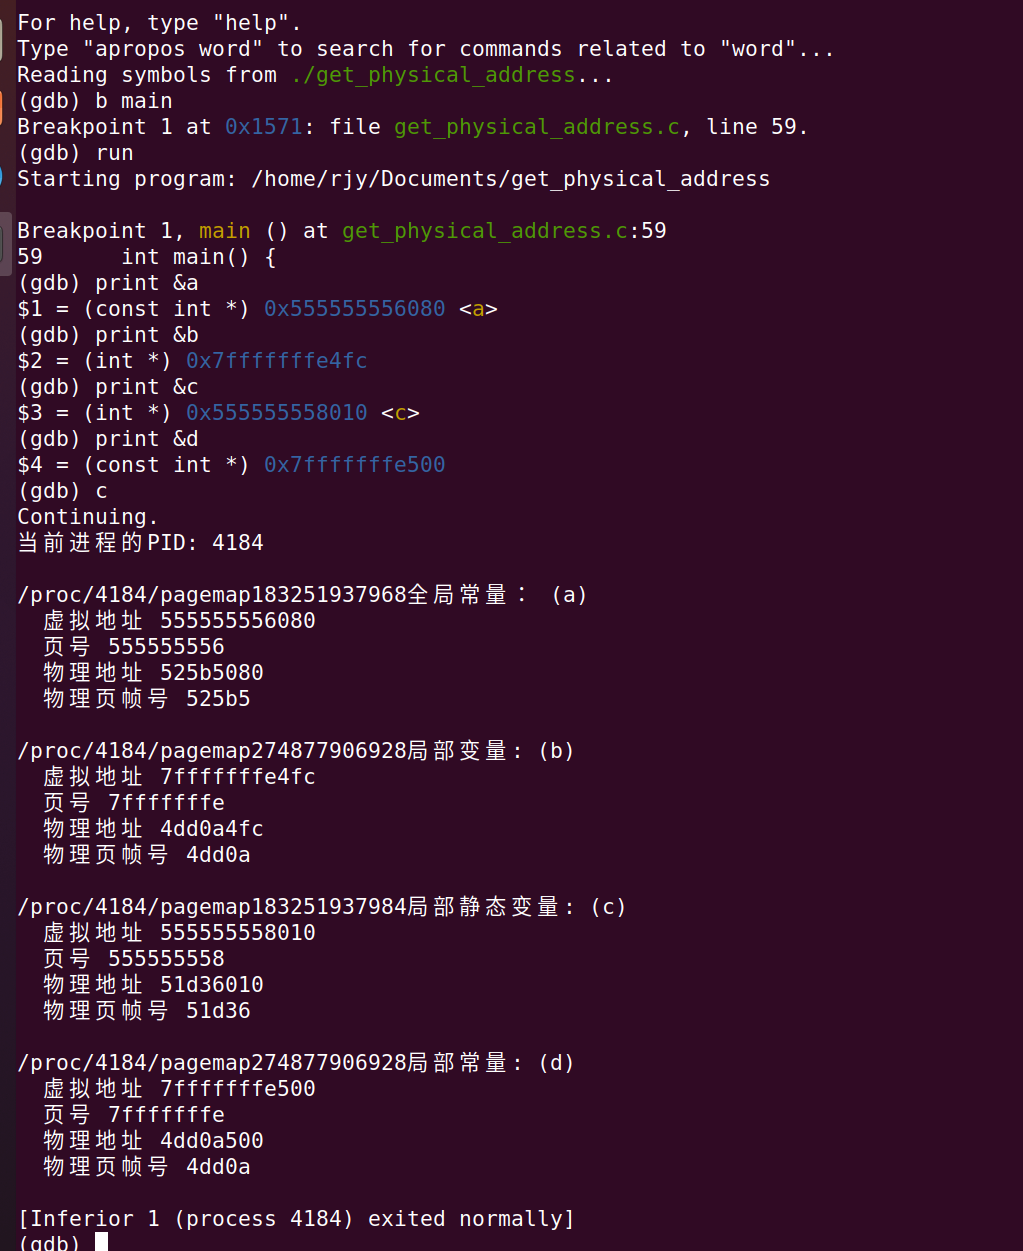 For help, type "help".
Type "apropos word" to search for commands related to "word"...
Reading symbols from ./get_physical_address...
(gdb) b main
Breakpoint 1 at 0x1571: file get_physical_address.c, line 59.
(gdb) run
Starting program: /home/rjy/Documents/get_physical_address
Breakpoint 1, main () at get_physical_address.c:59
59      int main() {
(gdb) print &a
$1 = (const int *) 0x555555556080 <a>
(gdb) print &b
$2 = (int *) 0x7fffffffe4fc
(gdb) print &c
$3 = (int *) 0x555555558010 <c>
(gdb) print &d
$4 = (const int *) 0x7fffffffe500
(gdb) c
Continuing.
当前进程的PID: 4184
/proc/4184/pagemap183251937968全局常量： (a)
虚拟地址 555555556080
页号 555555556
物理地址 525b5080
物理页帧号 525b5
/proc/4184/pagemap274877906928局部变量: (b)
虚拟地址 7fffffffe4fc
页号 7fffffffe
物理地址 4dd0a4fc
物理页帧号 4dd0a
/proc/4184/pagemap183251937984局部静态变量: (c)
虚拟地址 555555558010
页号 555555558
物理地址 51d36010
物理页帧号 51d36
/proc/4184/pagemap274877906928局部常量: (d)
虚拟地址 7fffffffe500
页号 7fffffffe
物理地址 4dd0a500
物理页帧号 4dd0a
[Inferior 1 (process 4184) exited normally]
(gdb)